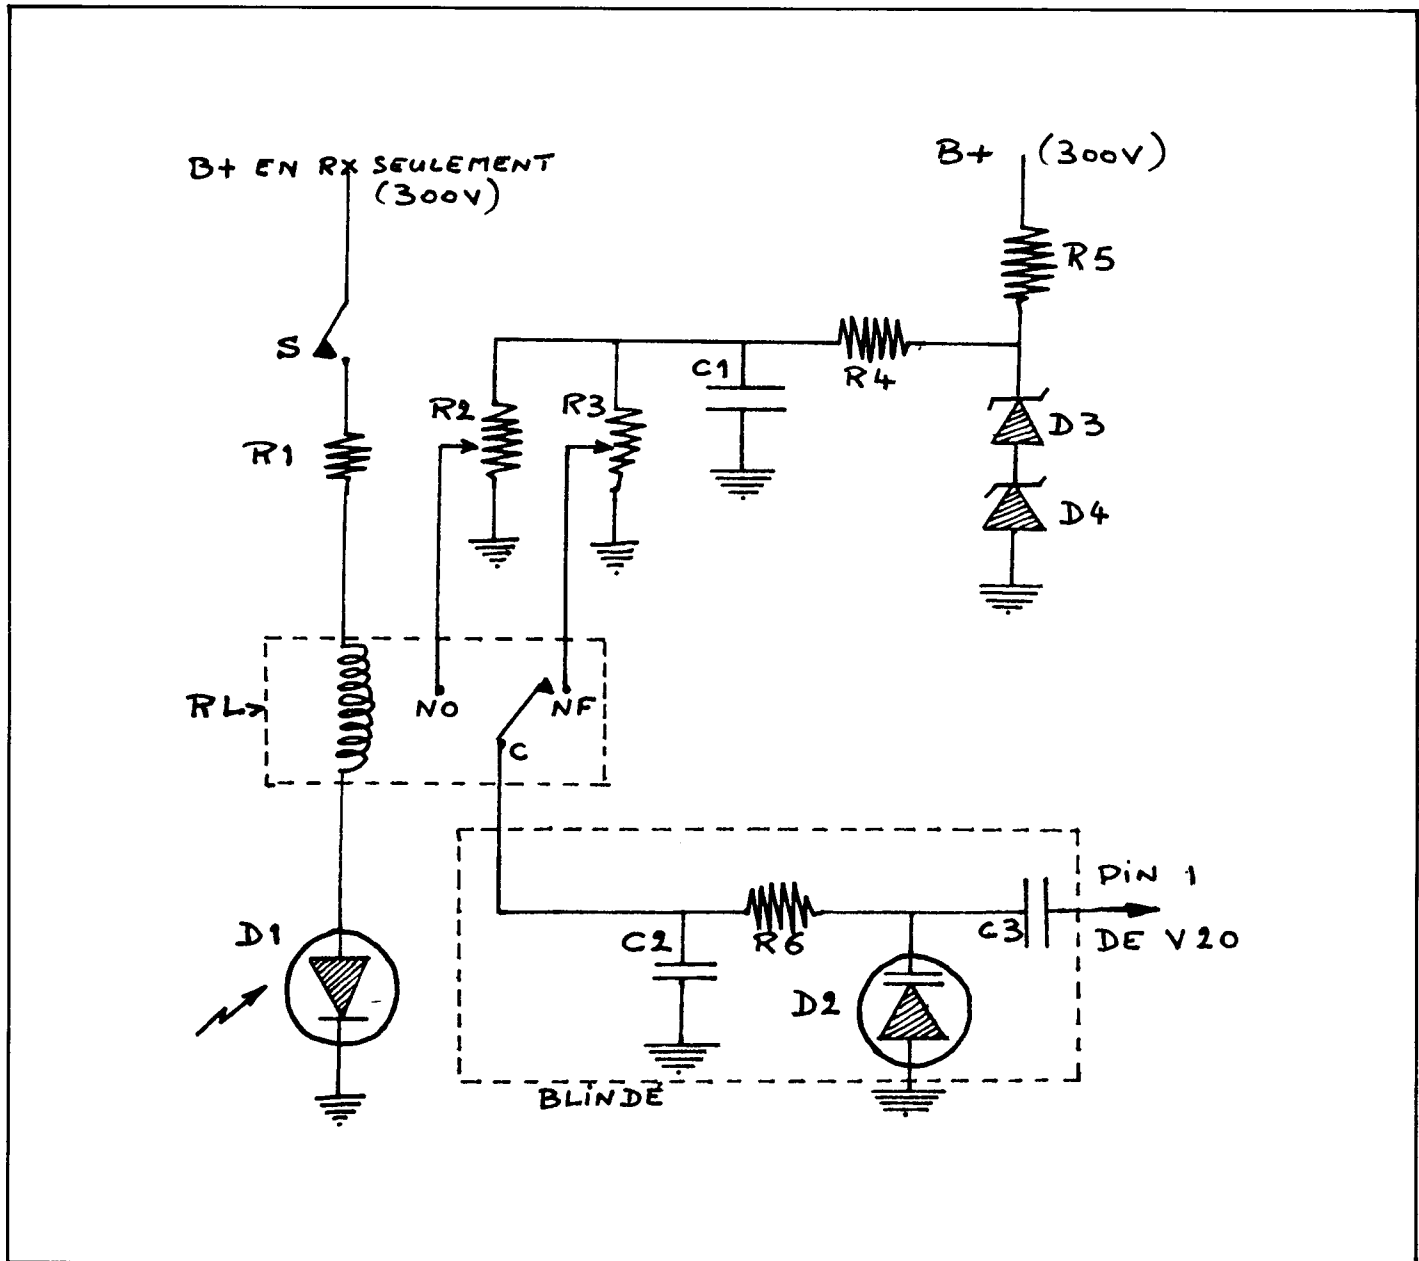 B+ EN RX SEULEMENT
(300V)
B+ (300V)
R5
S
C1
R4
R2
R3
D3
R1
D4
RL
NO
NF
C
PIN 1
D1
C2
R6
C3
DE V20
D2
BLINDÉ